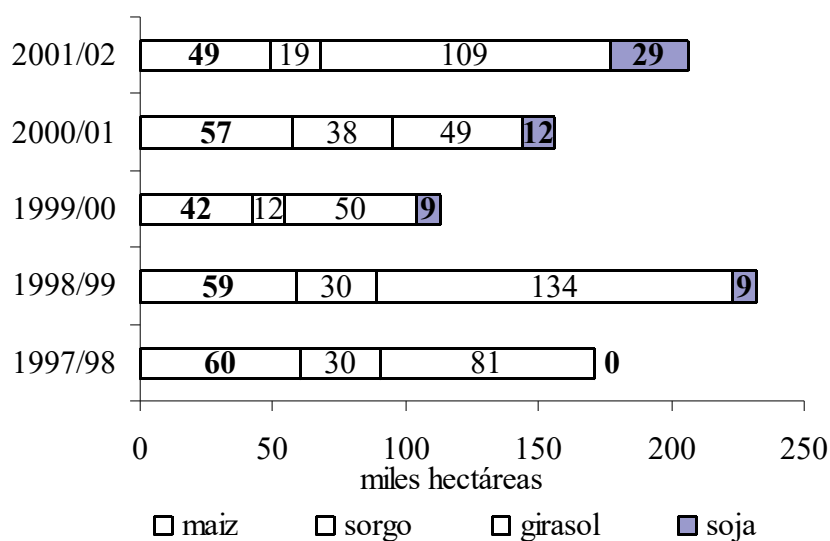 2001/02 49 19 109 29
2000/01 57 38 49 12
1999/00 42 12 50 9
1998/99 59 30 134 9
1997/98 60 30 81 0
0 50 100 150 200 250
miles hectáreas
maiz sorgo girasol soja